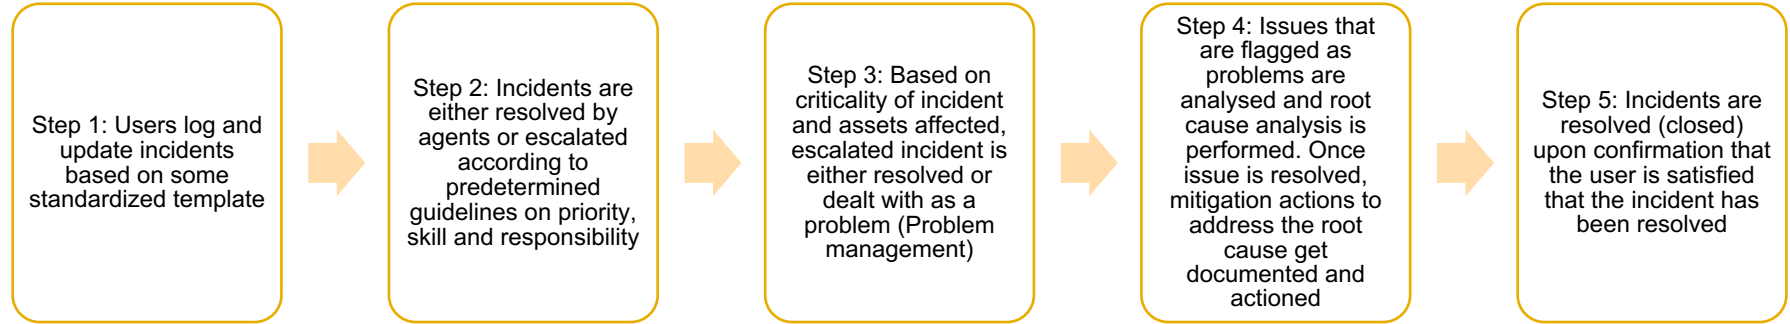 Step 1: Users log and
update incidents
based on some
standardized template
Step 2: Incidents are
either resolved by
agents or escalated
according to
predetermined
guidelines on priority,
skill and responsibility
Step 3: Based on
criticality of incident
and assets affected,
escalated incident is
either resolved or
dealt with as a
problem (Problem
management)
Step 4: Issues that
are flagged as
problems are
analysed and root
cause analysis is
performed. Once
issue is resolved,
mitigation actions to
address the root
cause get
documented and
actioned
Step 5: Incidents are
resolved (closed)
upon confirmation that
the user is satisfied
that the incident has
been resolved